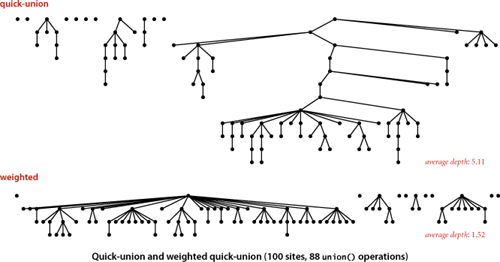 quick-union
average depth: 5.11
weighted
average depth: 1.52
Quick-union and weighted quick-union (100 sites, 88 union() operations)